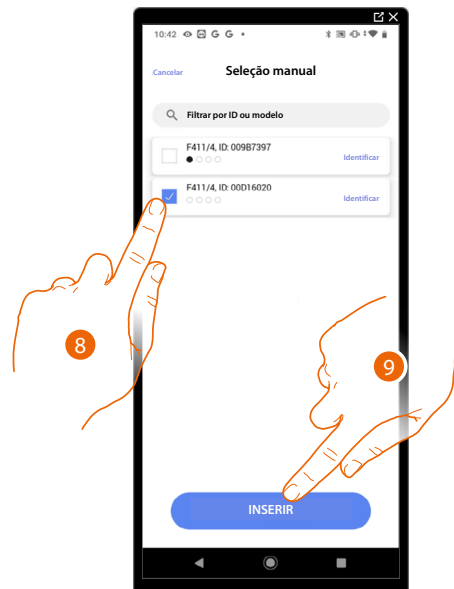 10:42 G G
Cancelar Seleção manual
Filtrar por ID ou modelo
F411/4, ID: 009B7397
Identificar
F411/4, ID: 00D16020
Identificar
8
9
INSERIR